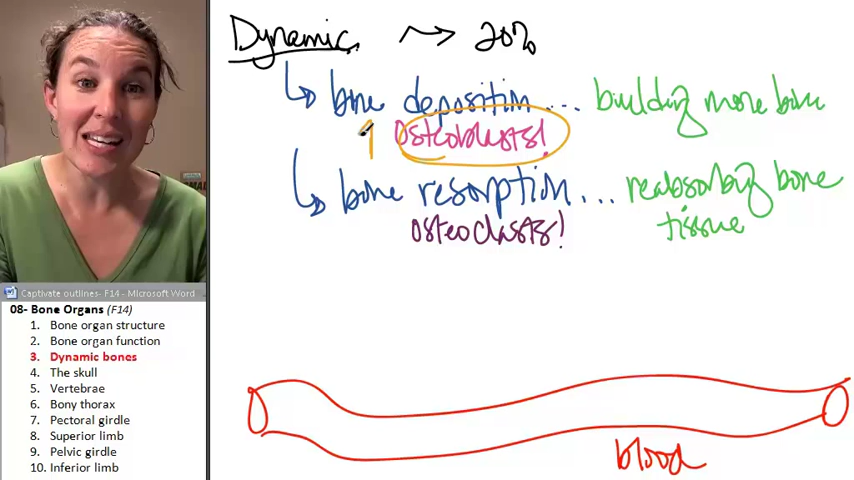 Dynamic. → 20%
↳ bone deposition ... building more bone
Osteoblasts!
↳ bone resorption ... reabsorbing bone
tissue
osteoclasts!
Captivate outlines- F14 - Microsoft Word
08- Bone Organs (F14)
1. Bone organ structure
2. Bone organ function
3. Dynamic bones
4. The skull
5. Vertebrae
6. Bony thorax
7. Pectoral girdle
8. Superior limb
9. Pelvic girdle
10. Inferior limb
blood